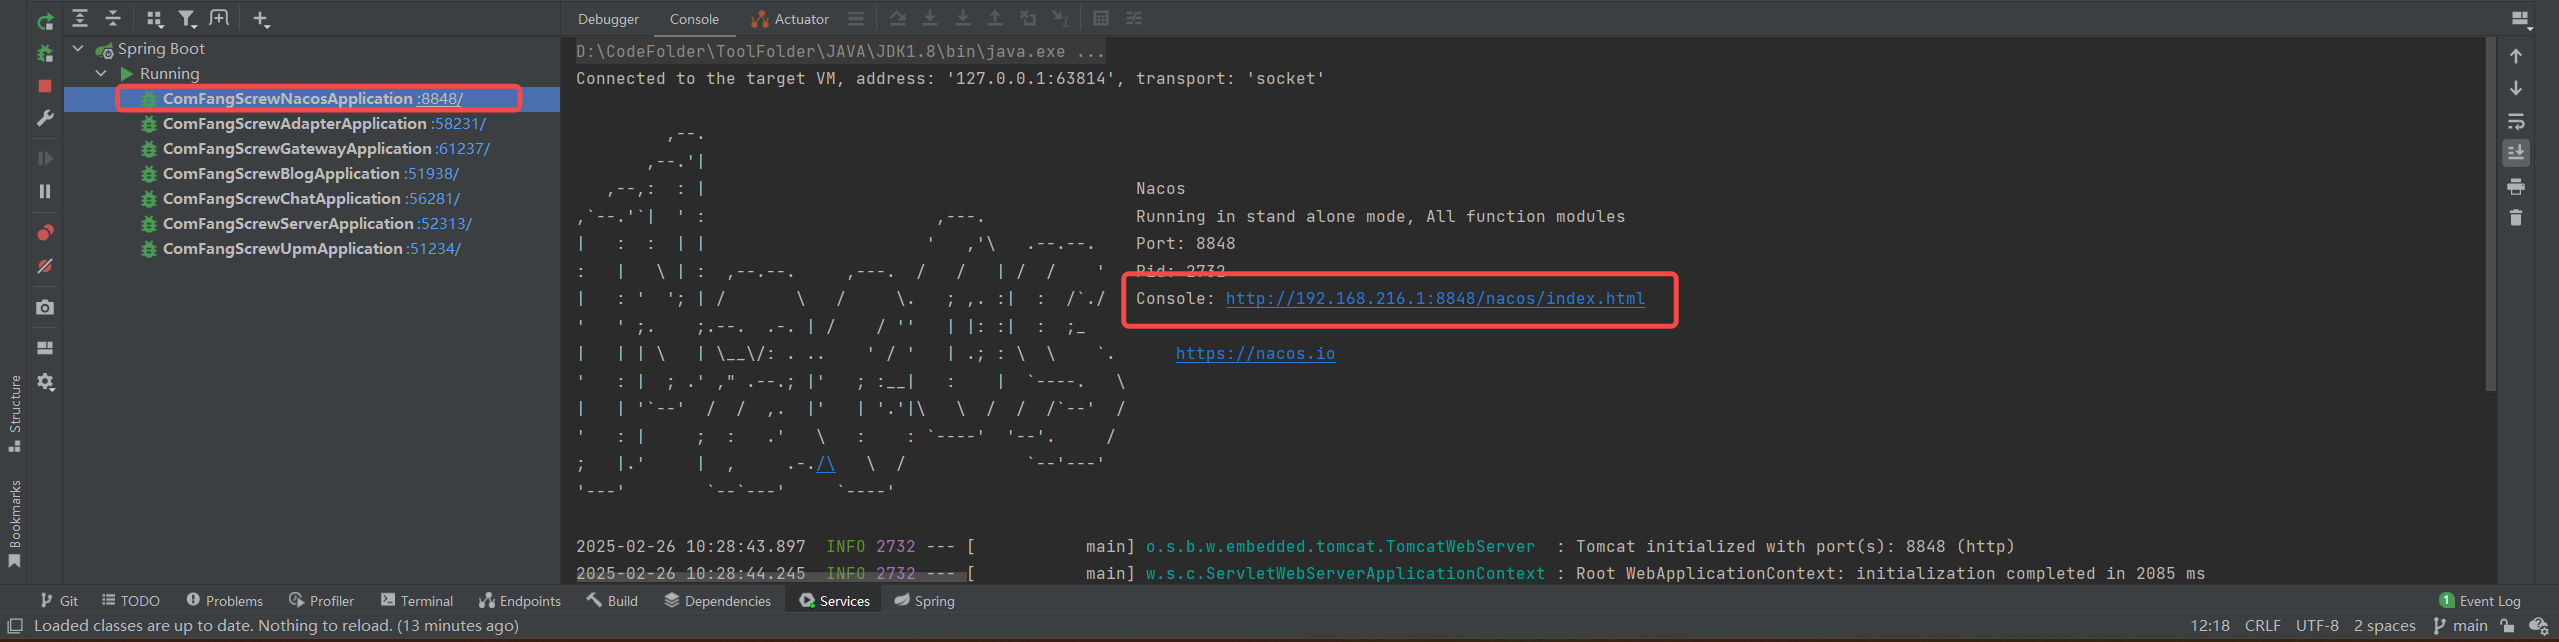 Debugger Console Actuator
Spring Boot
Running
ComFangScrewNacosApplication :8848/
ComFangScrewAdapterApplication :58231/
ComFangScrewGatewayApplication :61237/
ComFangScrewBlogApplication :51938/
ComFangScrewChatApplication :56281/
ComFangScrewServerApplication :52313/
ComFangScrewUpmApplication :51234/
D:\CodeFolder\ToolFolder\JAVA\JDK1.8\bin\java.exe ...
Connected to the target VM, address: '127.0.0.1:63814', transport: 'socket'
Nacos
Running in stand alone mode, All function modules
Port: 8848
Pid: 2732
Console: http://192.168.216.1:8848/nacos/index.html
https://nacos.io
2025-02-26 10:28:43.897 INFO 2732 --- [ main] o.s.b.w.embedded.tomcat.TomcatWebServer : Tomcat initialized with port(s): 8848 (http)
2025-02-26 10:28:44.245 INFO 2732 --- [ main] w.s.c.ServletWebServerApplicationContext : Root WebApplicationContext: initialization completed in 2085 ms
Structure
Bookmarks
Git TODO Problems Profiler Terminal Endpoints Build Dependencies Services Spring 1 Event Log
Loaded classes are up to date. Nothing to reload. (13 minutes ago) 12:18 CRLF UTF-8 2 spaces main